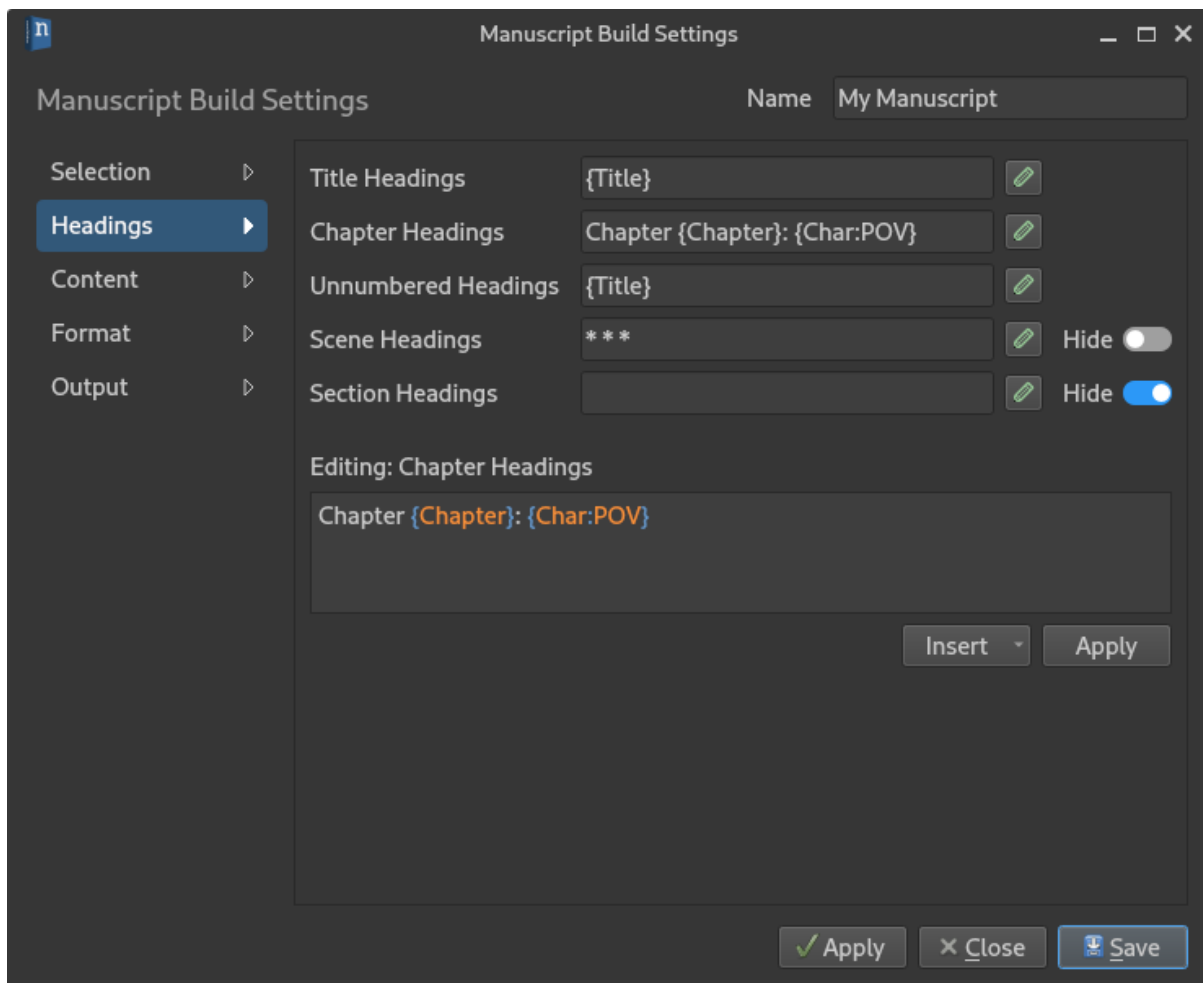 n
Manuscript Build Settings
Manuscript Build Settings
Name My Manuscript
Selection
Headings
Content
Format
Output
Title Headings {Title}
Chapter Headings Chapter {Chapter}: {Char:POV}
Unnumbered Headings {Title}
Scene Headings * * * Hide
Section Headings Hide
Editing: Chapter Headings
Chapter {Chapter}: {Char:POV}
Insert Apply
Apply Close Save